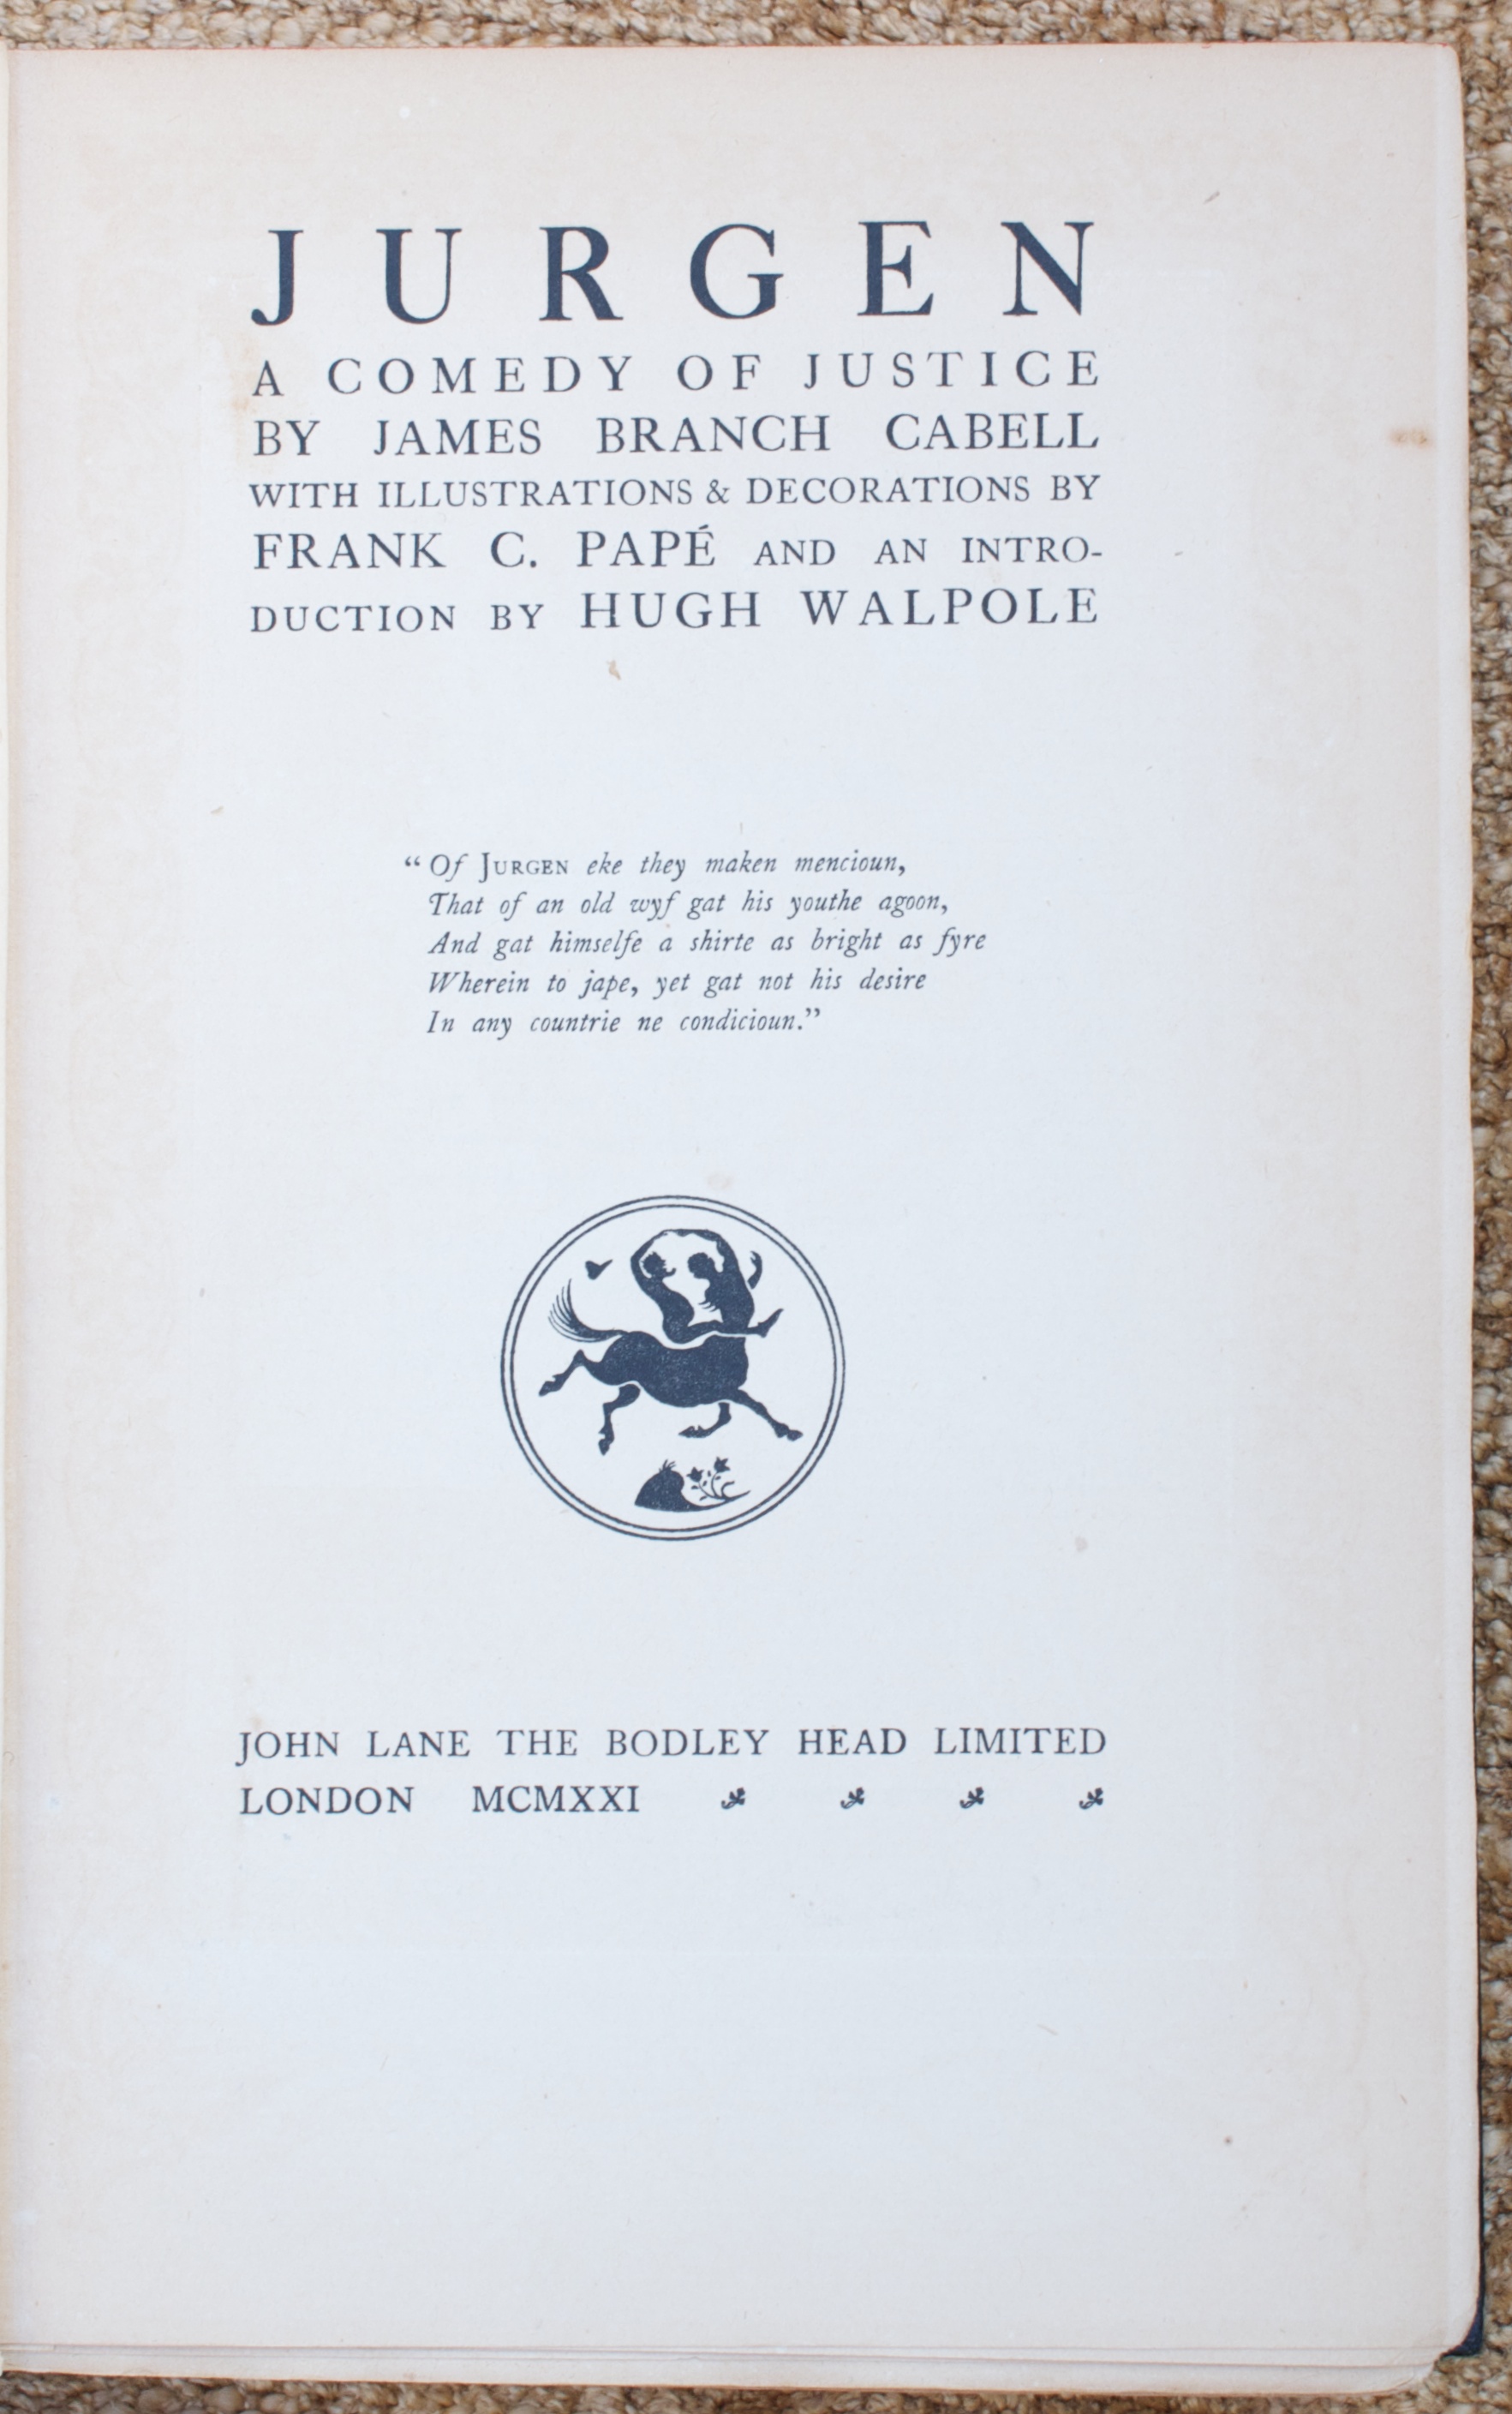 JURGEN
A COMEDY OF JUSTICE
BY JAMES BRANCH CABELL
WITH ILLUSTRATIONS & DECORATIONS BY
FRANK C. PAPÉ AND AN INTRO-
DUCTION BY HUGH WALPOLE
“Of JURGEN eke they maken mencioun,
That of an old wyf gat his youthe agoon,
And gat himselfe a shirte as bright as fyre
Wherein to jape, yet gat not his desire
In any countrie ne condicioun.”
JOHN LANE THE BODLEY HEAD LIMITED
LONDON MCMXXI